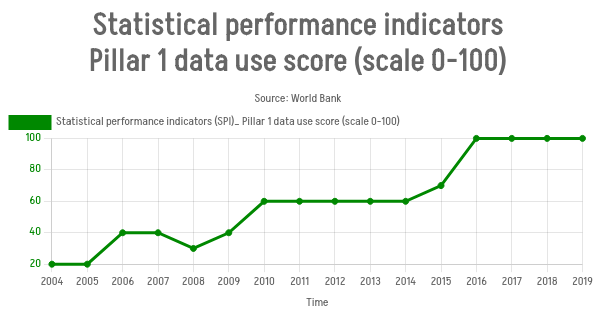 Statistical performance indicators
Pillar 1 data use score (scale 0-100)
Source: World Bank
Statistical performance indicators (SPI)_ Pillar 1 data use score (scale 0-100)
100
80
60
40
20
2004 2005 2006 2007 2008 2009 2010 2011 2012 2013 2014 2015 2016 2017 2018 2019
Time